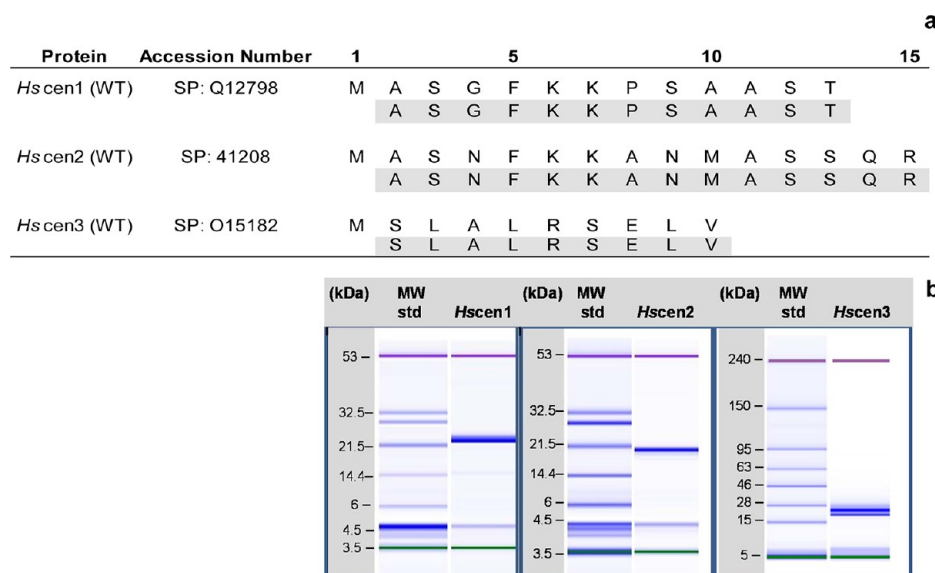 a
Protein Accession Number 1 5 10 15
Hscen1 (WT) SP: Q12798 M A S G F K K P S A A S T
A S G F K K P S A A S T
Hscen2 (WT) SP: 41208 M A S N F K K A N M A S S Q R
A S N F K K A N M A S S Q R
Hscen3 (WT) SP: O15182 M S L A L R S E L V
S L A L R S E L V
b
(kDa) MW std Hscen1
53
32.5
21.5
14.4
6
4.5
3.5
(kDa) MW std Hscen2
53
32.5
21.5
14.4
6
4.5
3.5
(kDa) MW std Hscen3
240
150
95
63
46
28
15
5